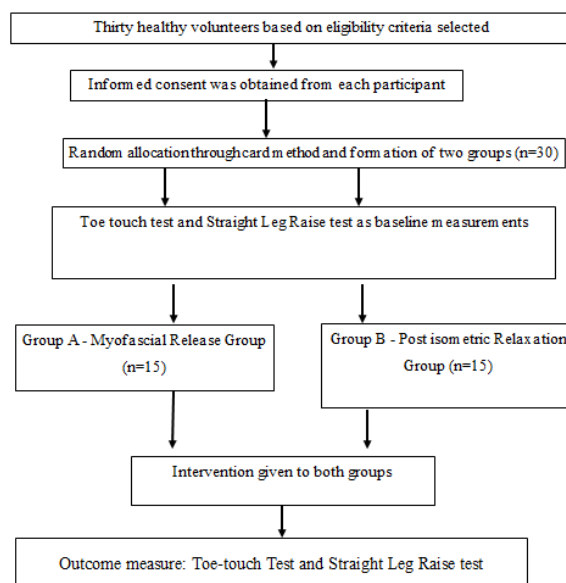 Thirty healthy volunteers based on eligibility criteria selected
Informed consent was obtained from each participant
Random allocation through card method and formation of two groups (n=30)
Toe touch test and Straight Leg Raise test as baseline measurements
Group A - Myofascial Release Group
(n=15)
Group B - Post isometric Relaxation
Group (n=15)
Intervention given to both groups
Outcome measure: Toe-touch Test and Straight Leg Raise test